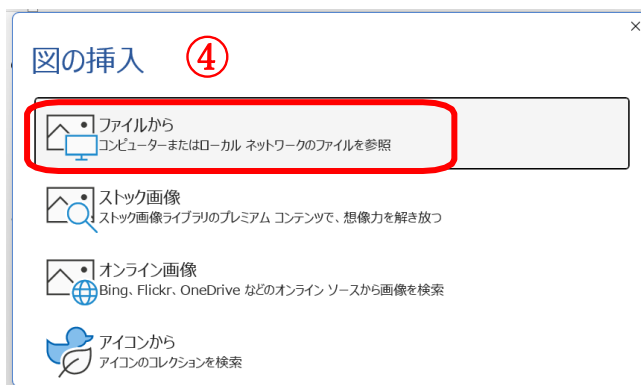 図の挿入 ④
ファイルから
コンピューターまたはローカル ネットワークのファイルを参照
ストック画像
ストック画像ライブラリのプレミアム コンテンツで、想像力を解き放つ
オンライン画像
Bing、Flickr、OneDrive などのオンライン ソースから画像を検索
アイコンから
アイコンのコレクションを検索